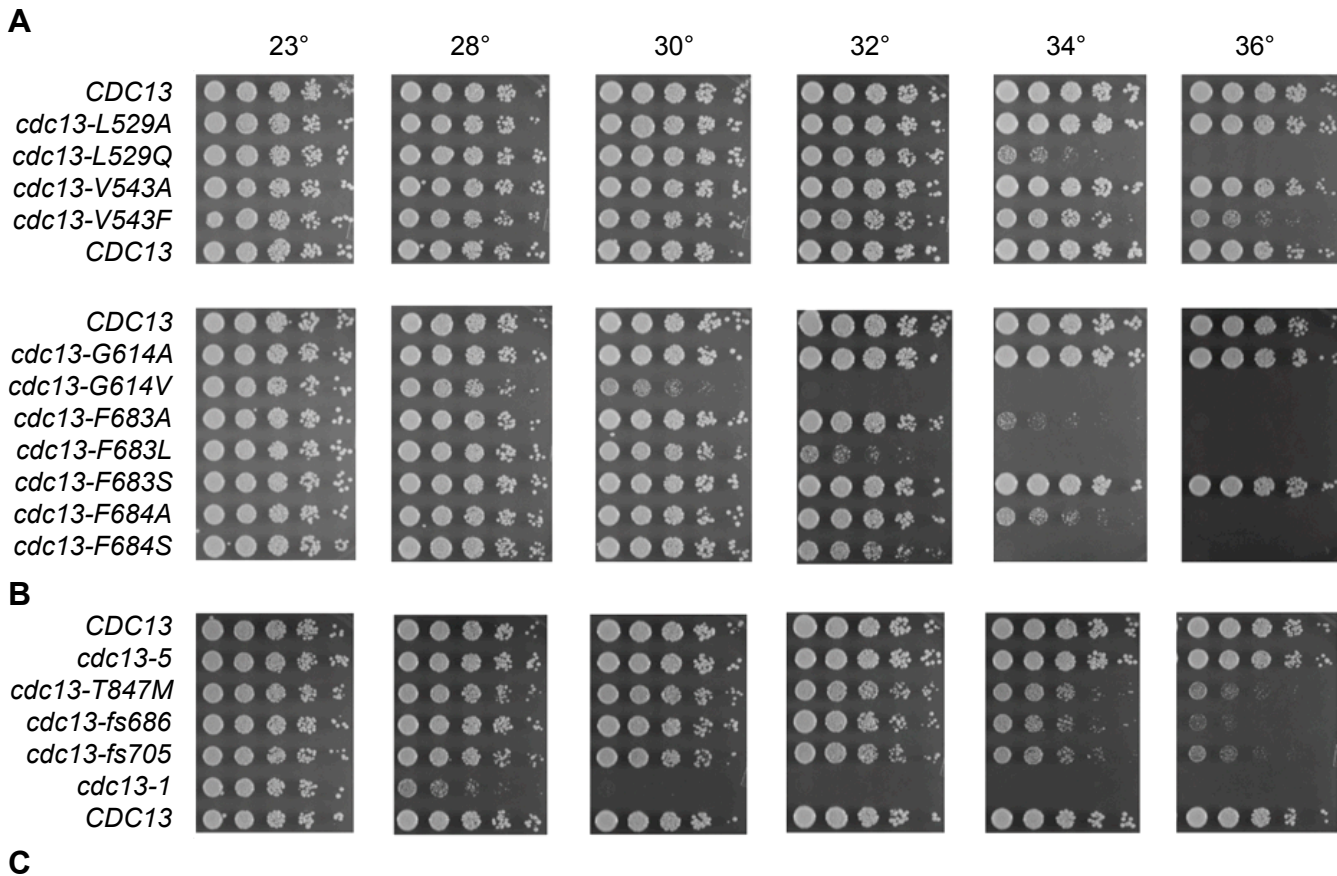 A
23° 28° 30° 32° 34° 36°
CDC13
cdc13-L529A
cdc13-L529Q
cdc13-V543A
cdc13-V543F
CDC13
CDC13
cdc13-G614A
cdc13-G614V
cdc13-F683A
cdc13-F683L
cdc13-F683S
cdc13-F684A
cdc13-F684S
B
CDC13
cdc13-5
cdc13-T847M
cdc13-fs686
cdc13-fs705
cdc13-1
CDC13
C